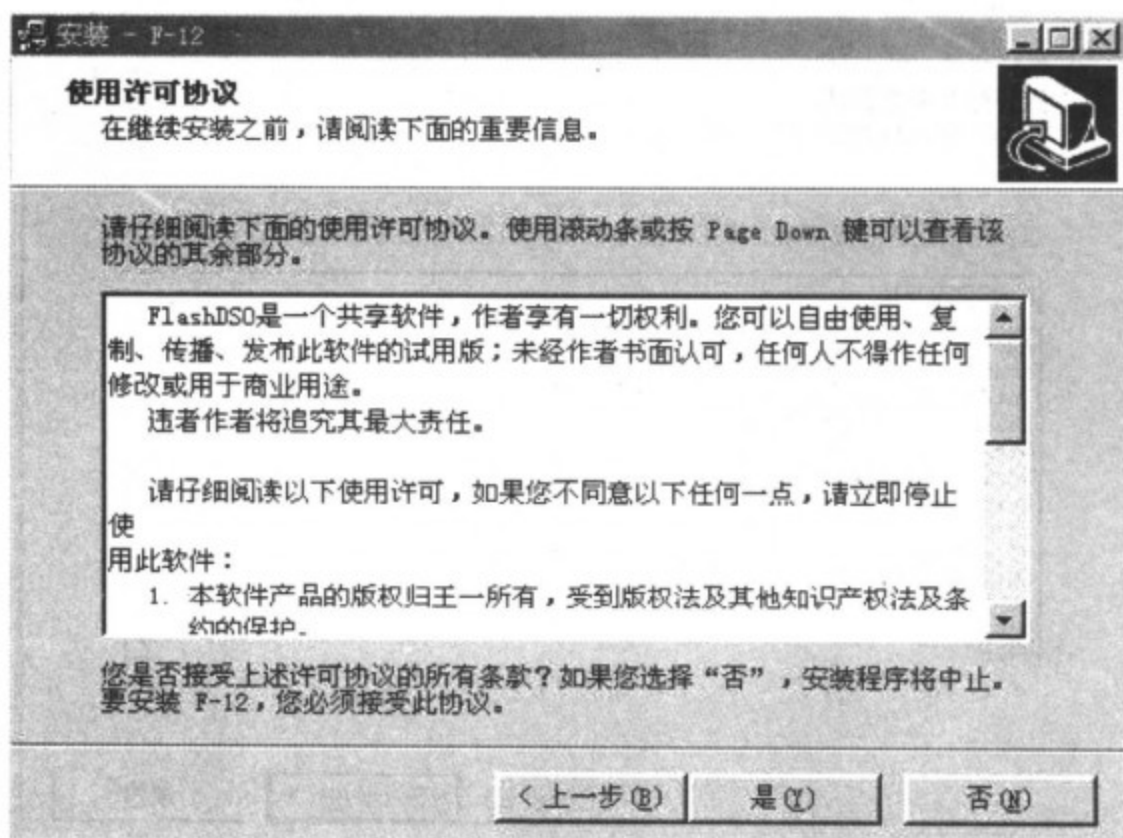 安装 - F-12
使用许可协议
在继续安装之前，请阅读下面的重要信息。
请仔细阅读下面的使用许可协议。使用滚动条或按 Page Down 键可以查看该
协议的其余部分。
FlashDSO是一个共享软件，作者享有一切权利。您可以自由使用、复
制、传播、发布此软件的试用版；未经作者书面认可，任何人不得作任何
修改或用于商业用途。
违者作者将追究其最大责任。
请仔细阅读以下使用许可，如果您不同意以下任何一点，请立即停止
使
用此软件：
1. 本软件产品的版权归王一所有，受到版权法及其他知识产权法及条
约的保护。
您是否接受上述许可协议的所有条款？如果您选择“否”，安装程序将中止。
要安装 F-12，您必须接受此协议。
< 上一步(B)
是(Y)
否(N)